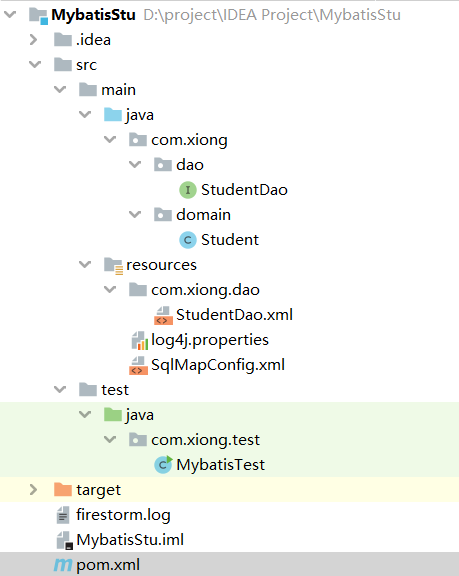 MybatisStu D:\project\IDEA Project\MybatisStu
.idea
src
main
java
com.xiong
dao
I StudentDao
domain
C Student
resources
com.xiong.dao
StudentDao.xml
log4j.properties
SqlMapConfig.xml
test
java
com.xiong.test
C MybatisTest
target
firestorm.log
MybatisStu.iml
m pom.xml